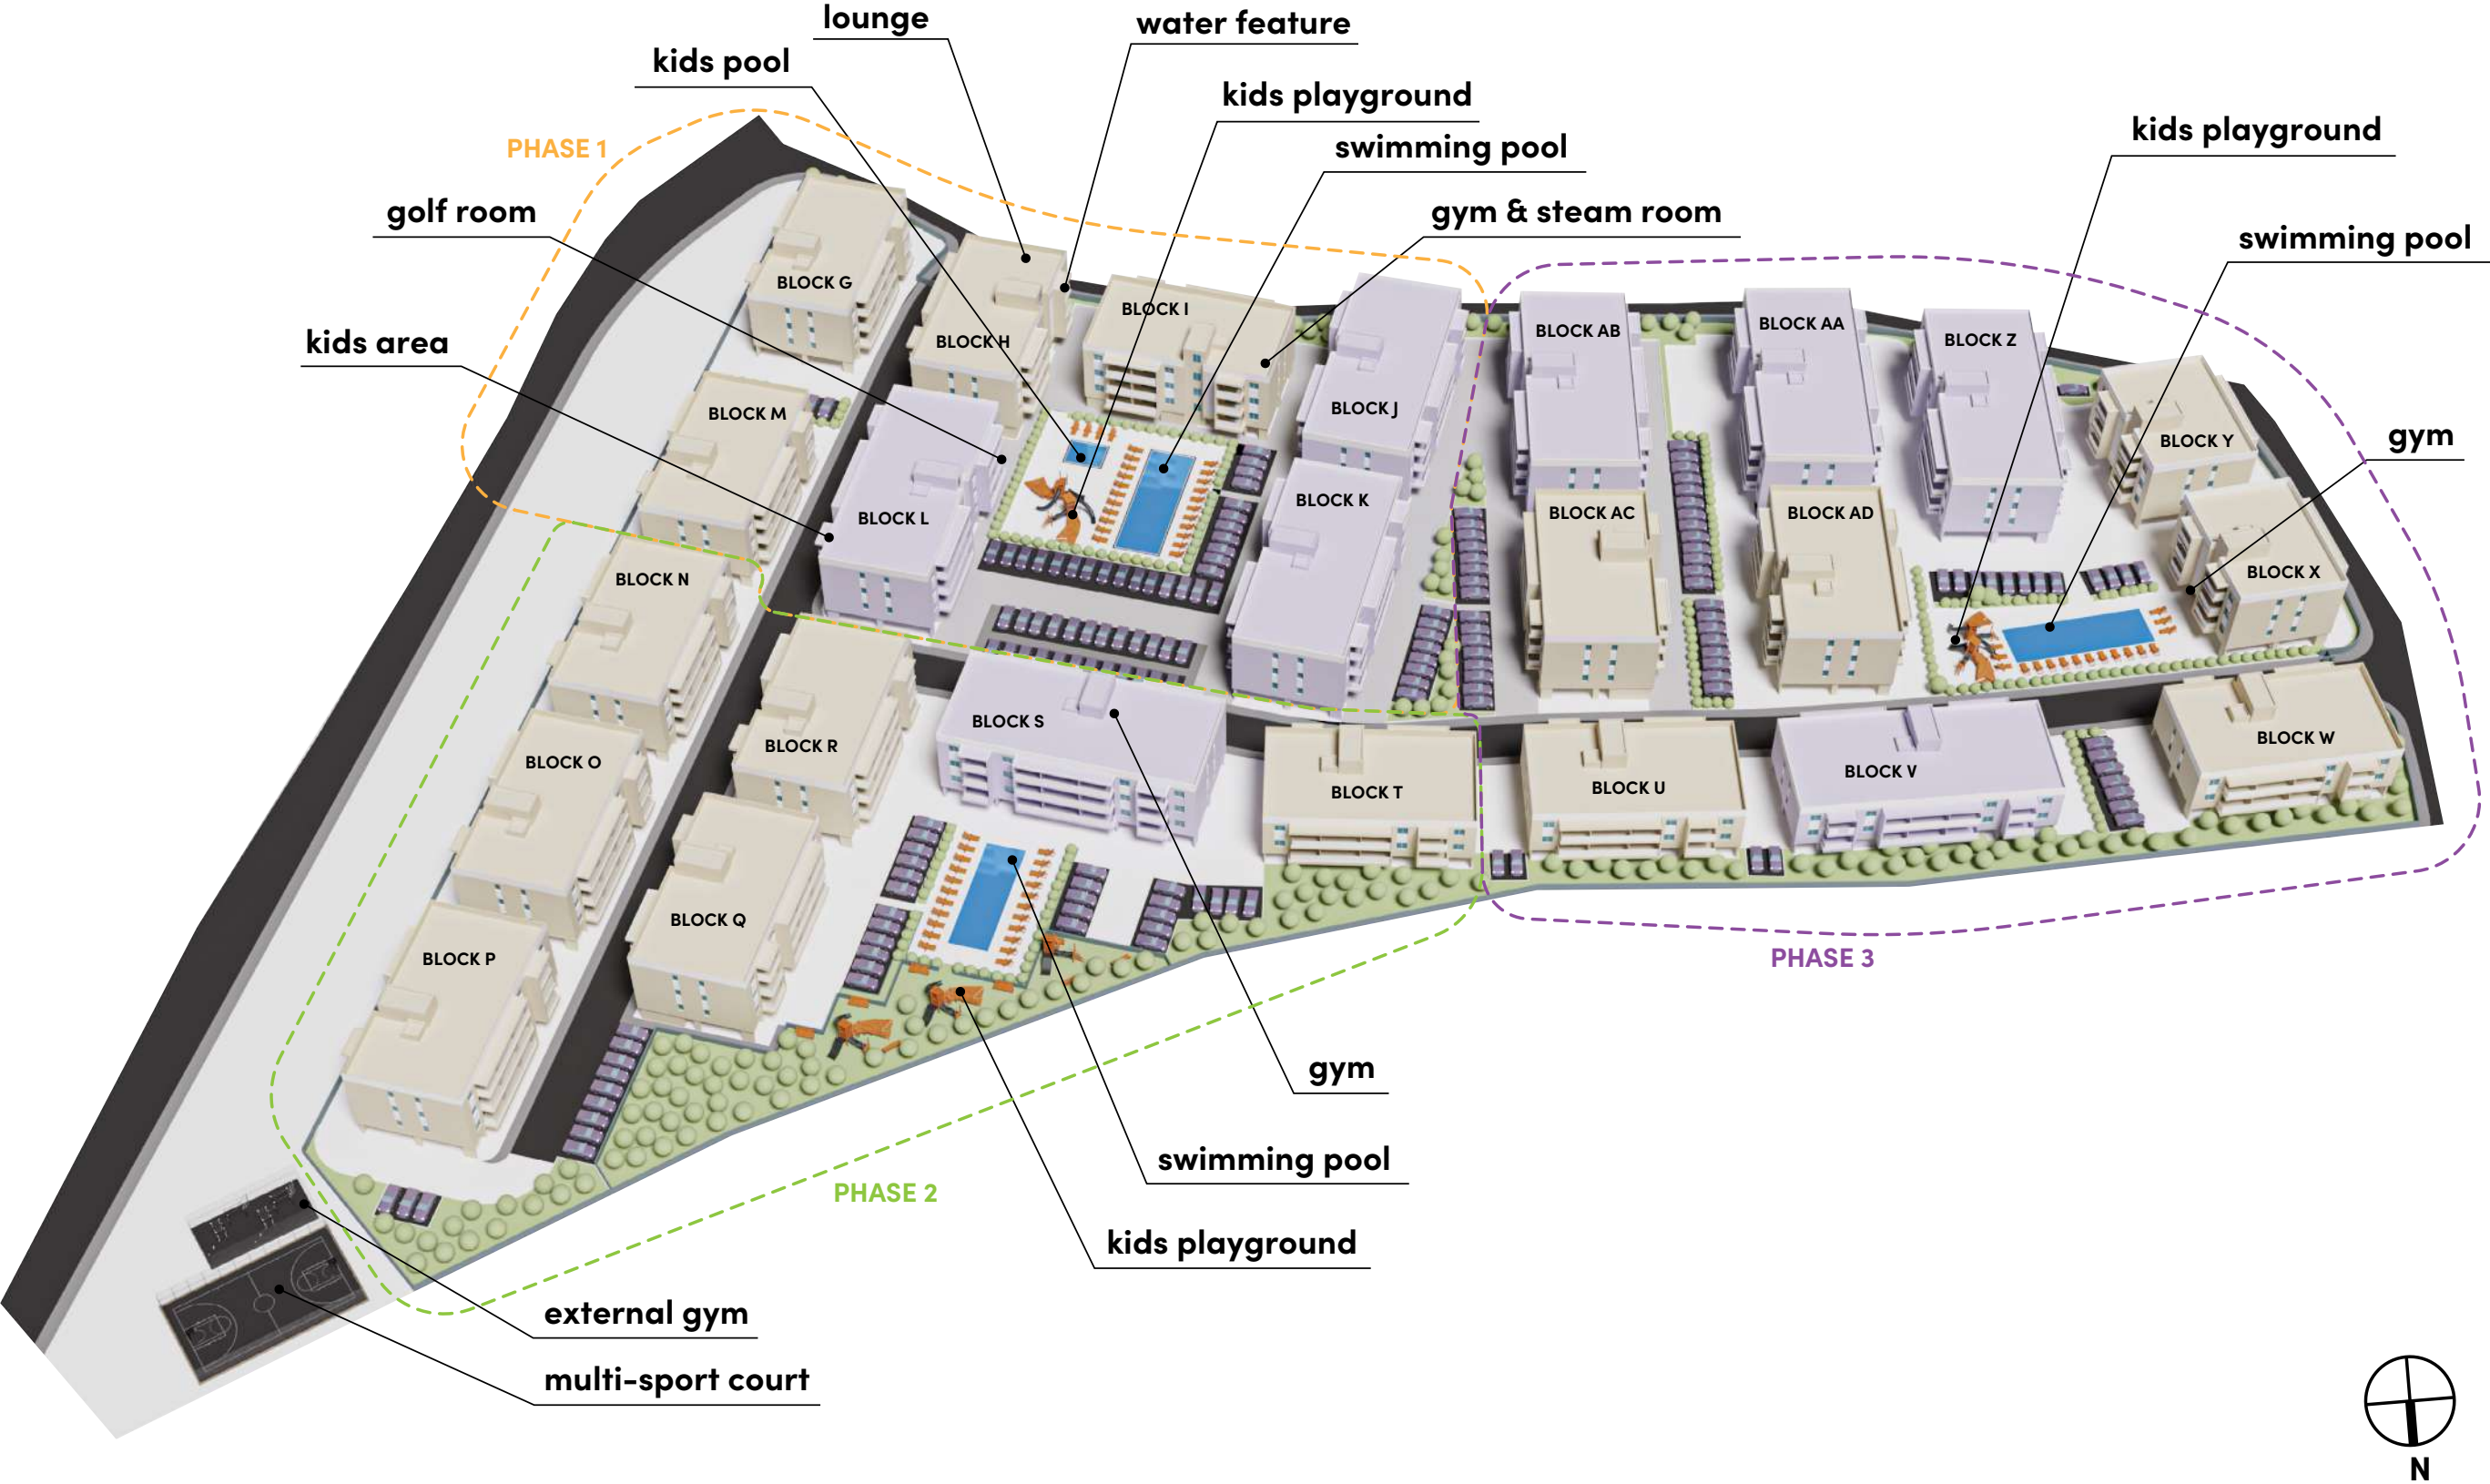 lounge
water feature
kids pool
kids playground
kids playground
PHASE 1
swimming pool
golf room
gym & steam room
swimming pool
BLOCK G
BLOCK I
BLOCK AB
BLOCK AA
BLOCK Z
kids area
BLOCK H
BLOCK M
BLOCK J
BLOCK Y
gym
BLOCK L
BLOCK K
BLOCK AC
BLOCK AD
BLOCK N
BLOCK X
BLOCK R
BLOCK S
BLOCK W
BLOCK O
BLOCK T
BLOCK U
BLOCK V
BLOCK Q
BLOCK P
PHASE 3
gym
swimming pool
PHASE 2
kids playground
external gym
multi-sport court
N